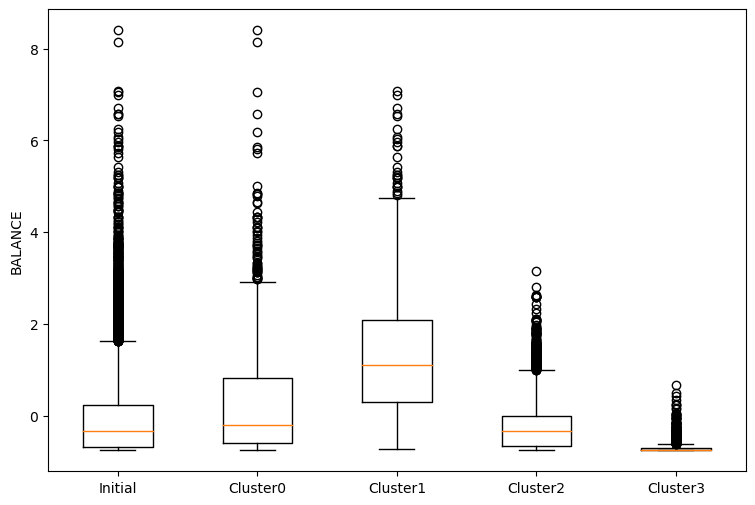 BALANCE
8
6
4
2
0
Initial
Cluster0
Cluster1
Cluster2
Cluster3